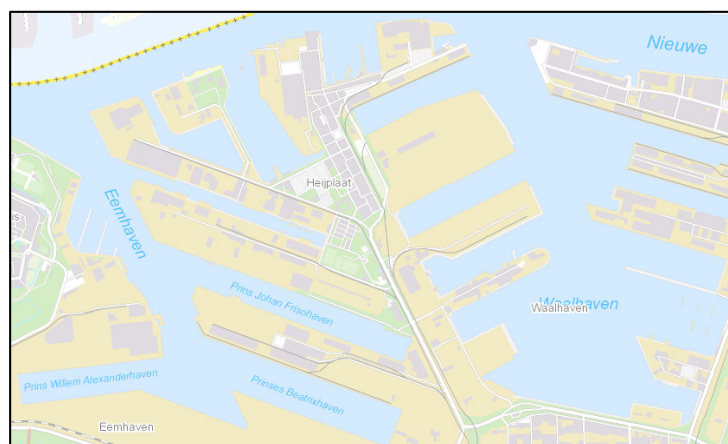 Nieuwe
Heijplaat
Eemhaven
Prins Johan Frisohaven
Waalhaven
Waalhaven
Prins Willem Alexanderhaven
Prinses Beatrixhaven
Eemhaven